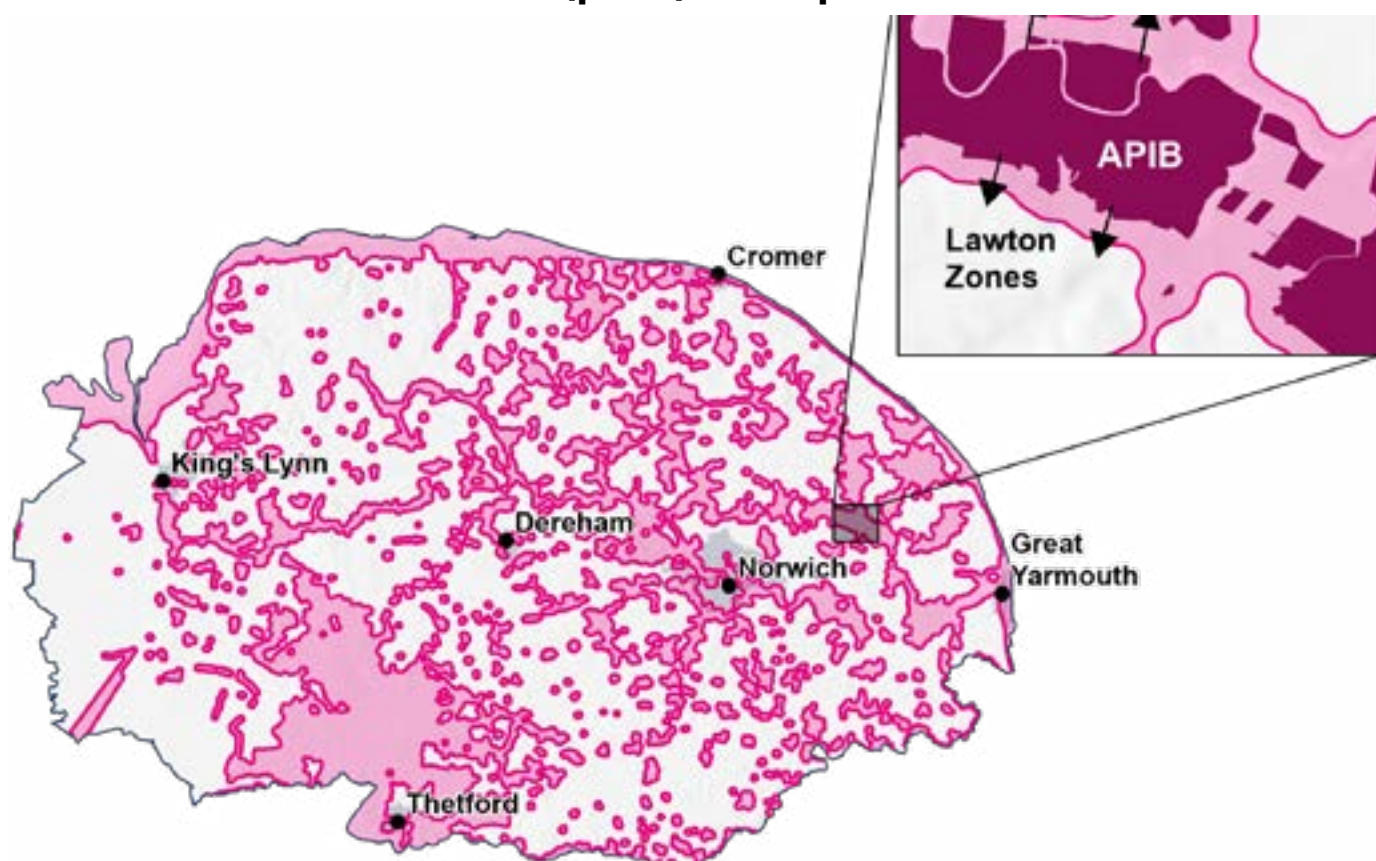 APIB
Lawton
Zones
Cromer
King's Lynn
Dereham
Great
Yarmouth
Norwich
Thetford